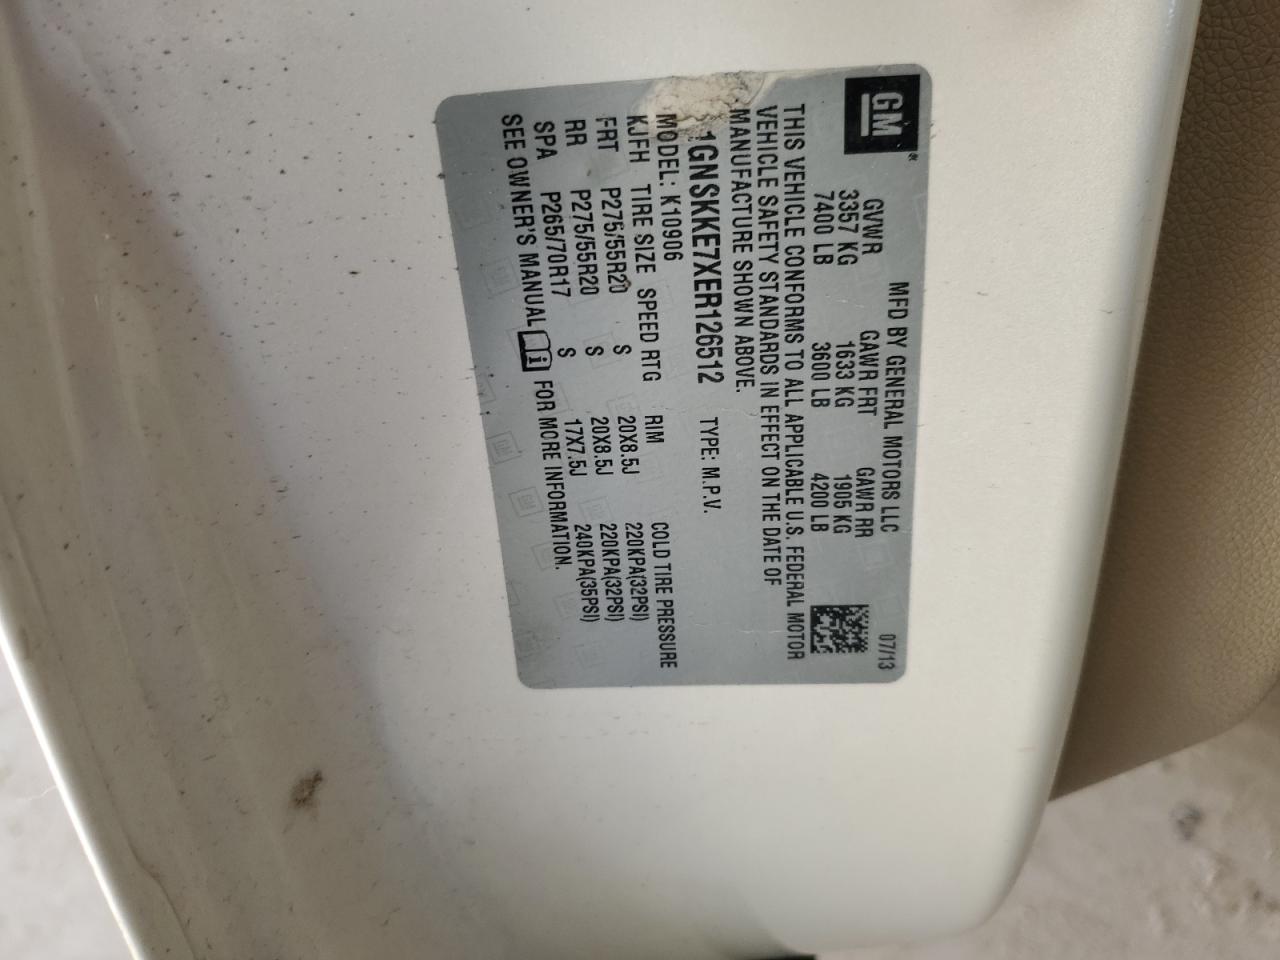 GM
MFD BY GENERAL MOTORS LLC 07/13
GVWR GAWR FRT GAWR RR
3357 KG 1633 KG 1905 KG
7400 LB 3600 LB 4200 LB
THIS VEHICLE CONFORMS TO ALL APPLICABLE U.S. FEDERAL MOTOR
VEHICLE SAFETY STANDARDS IN EFFECT ON THE DATE OF
MANUFACTURE SHOWN ABOVE.
1GNSKKE7XER126512 TYPE: M.P.V.
MODEL: K10906
KJFH TIRE SIZE SPEED RTG RIM COLD TIRE PRESSURE
FRT P275/55R20 S 20X8.5J 220KPA(32PSI)
RR P275/55R20 S 20X8.5J 220KPA(32PSI)
SPA P265/70R17 S 17X7.5J 240KPA(35PSI)
SEE OWNER'S MANUAL i FOR MORE INFORMATION.